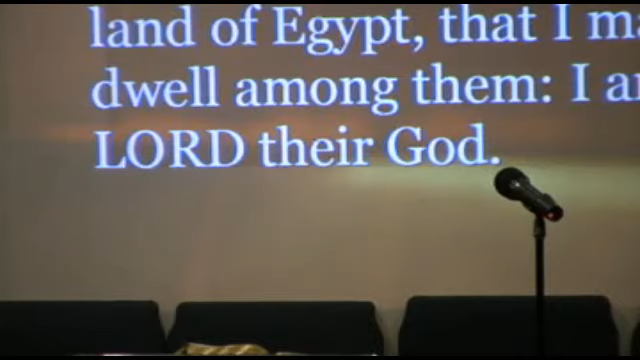 land of Egypt, that I
dwell among them: I
LORD their God.